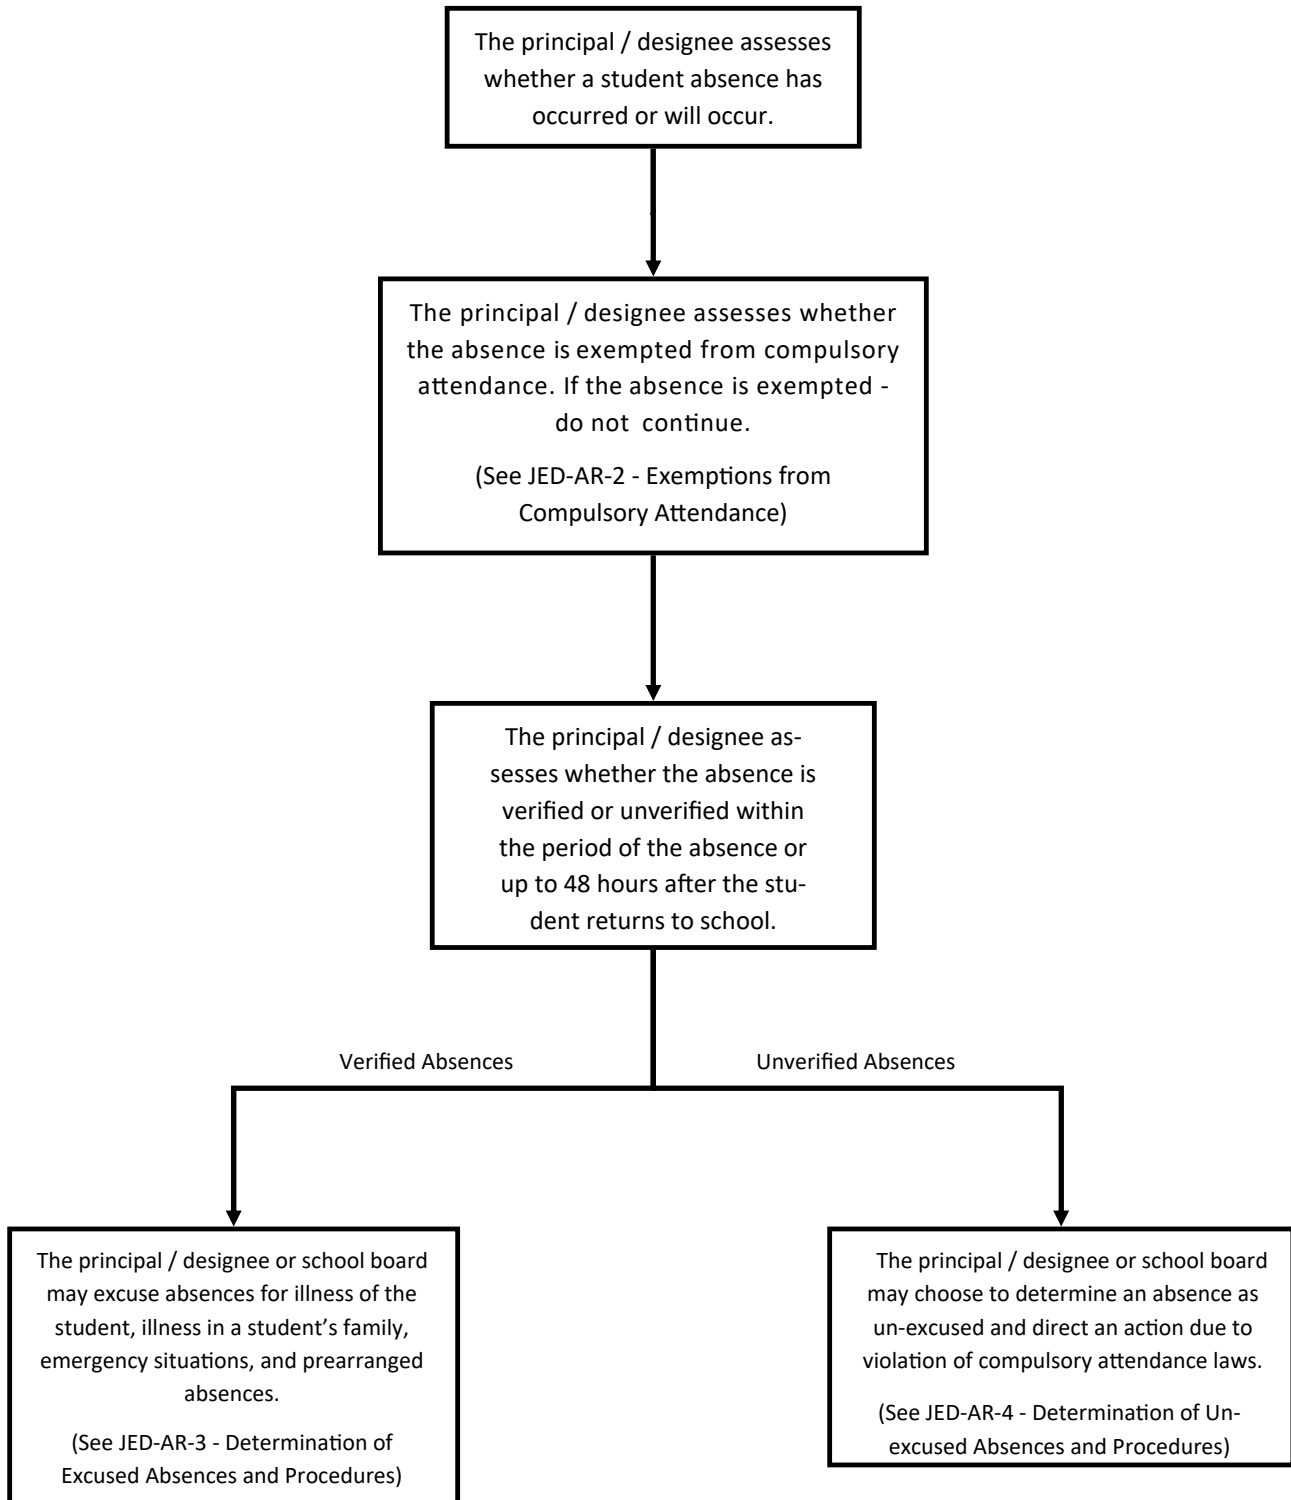 The principal / designee assesses
whether a student absence has
occurred or will occur.
The principal / designee assesses whether
the absence is exempted from compulsory
attendance. If the absence is exempted -
do not continue.
(See JED-AR-2 - Exemptions from
Compulsory Attendance)
The principal / designee as-
sesses whether the absence is
verified or unverified within
the period of the absence or
up to 48 hours after the stu-
dent returns to school.
Verified Absences
Unverified Absences
The principal / designee or school board
may excuse absences for illness of the
student, illness in a student’s family,
emergency situations, and prearranged
absences.
(See JED-AR-3 - Determination of
Excused Absences and Procedures)
The principal / designee or school board
may choose to determine an absence as
un-excused and direct an action due to
violation of compulsory attendance laws.
(See JED-AR-4 - Determination of Un-
excused Absences and Procedures)